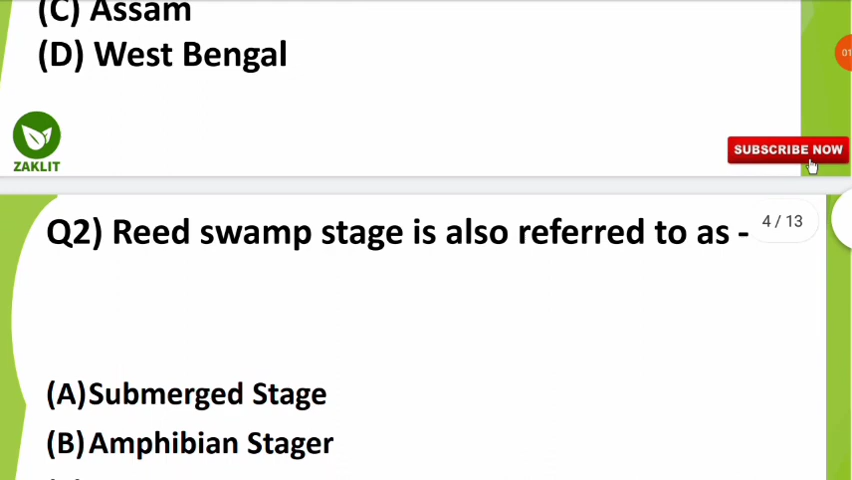 (C) Assam
(D) West Bengal
ZAKLIT
SUBSCRIBE NOW
01
Q2) Reed swamp stage is also referred to as -
4 / 13
(A)Submerged Stage
(B)Amphibian Stager